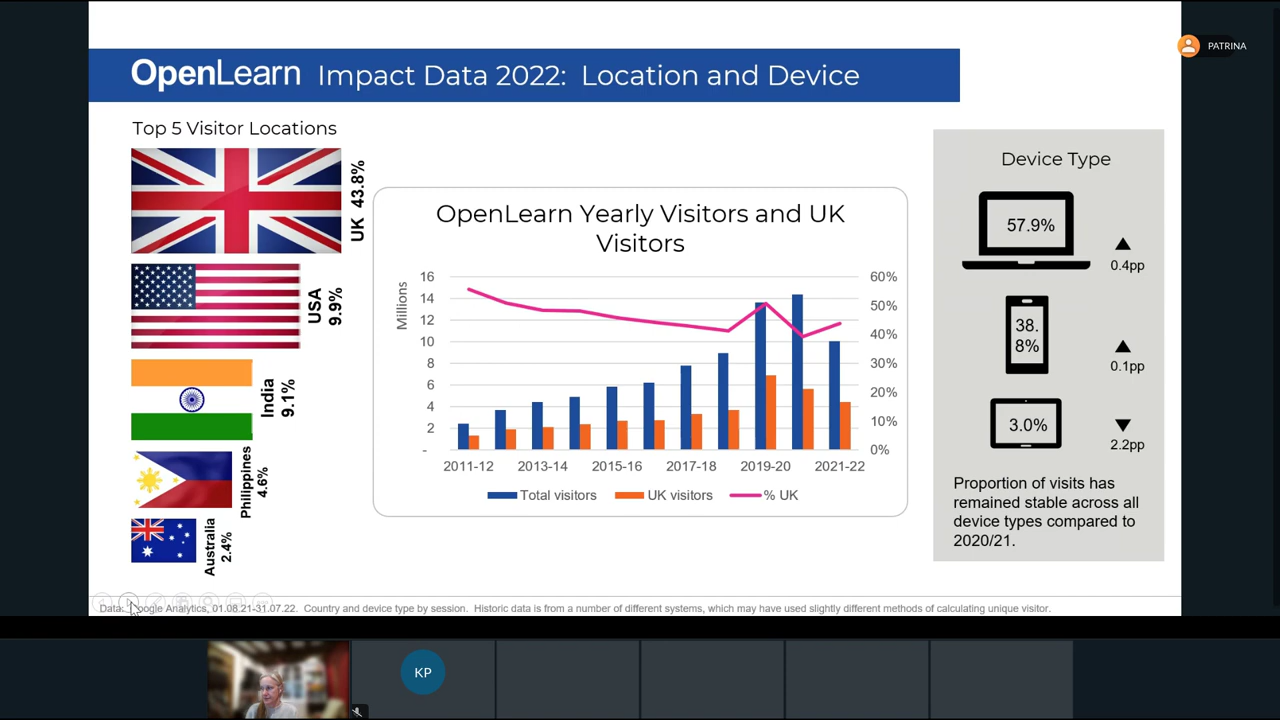 PATRINA
OpenLearn Impact Data 2022: Location and Device
Top 5 Visitor Locations
UK 43.8%
USA
9.9%
India
9.1%
Philippines
4.6%
Australia
2.4%
OpenLearn Yearly Visitors and UK
Visitors
Millions
16
14
12
10
8
6
4
2
-
60%
50%
40%
30%
20%
10%
0%
2011-12 2013-14 2015-16 2017-18 2019-20 2021-22
Total visitors UK visitors % UK
Device Type
57.9%
0.4pp
38.
8%
0.1pp
3.0%
2.2pp
Proportion of visits has
remained stable across all
device types compared to
2020/21.
Data: Google Analytics, 01.08.21-31.07.22. Country and device type by session. Historic data is from a number of different systems, which may have used slightly different methods of calculating unique visitor.
KP